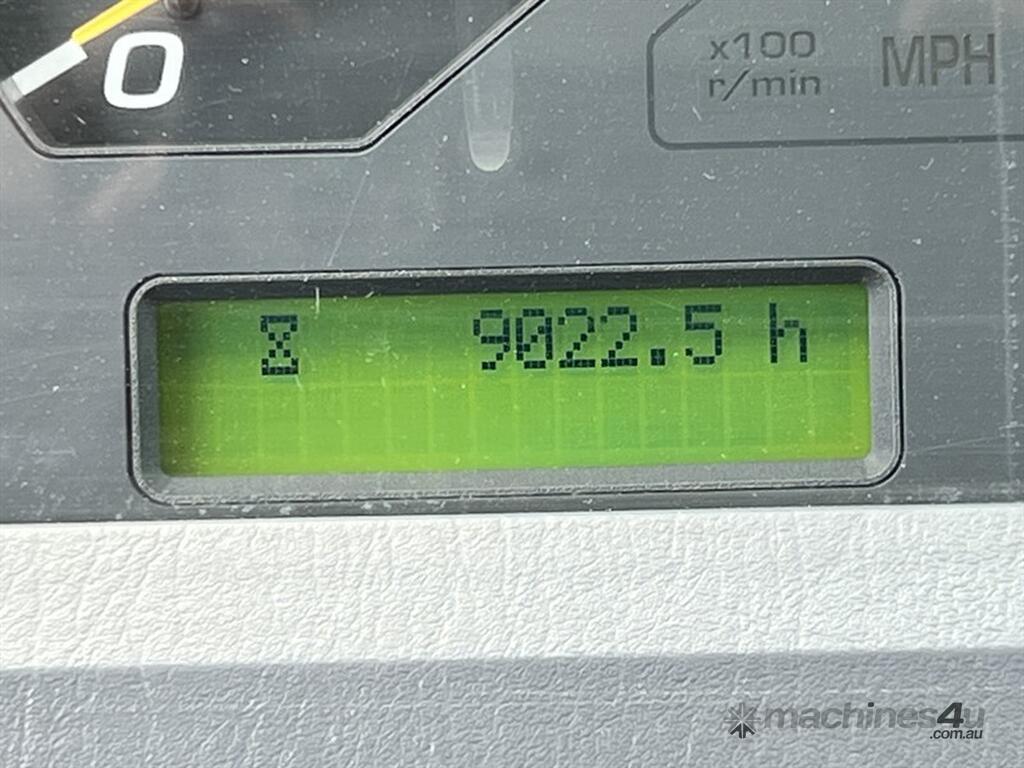 0
x100
r/min
MPH
9022.5 h
machines4u
.com.au